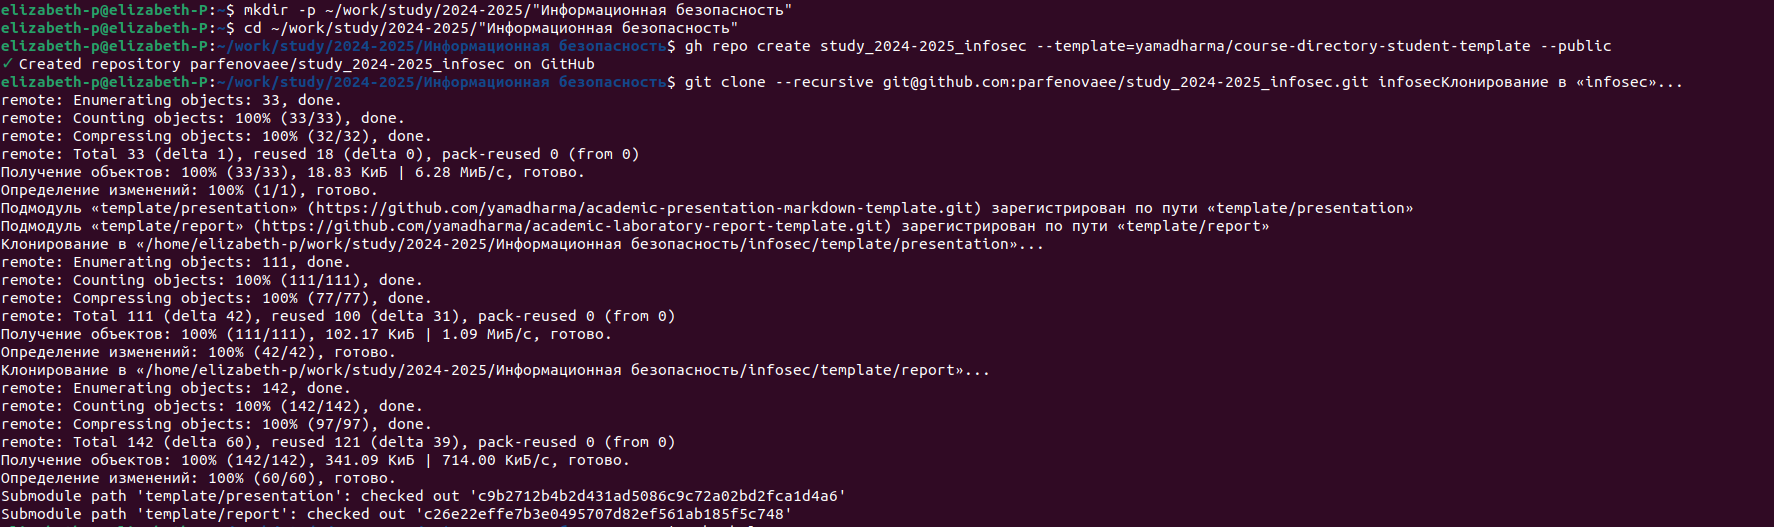 elizabeth-p@elizabeth-P:~$ mkdir -p ~/work/study/2024-2025/"Информационная безопасность"
elizabeth-p@elizabeth-P:~$ cd ~/work/study/2024-2025/"Информационная безопасность"
elizabeth-p@elizabeth-P:~/work/study/2024-2025/Информационная безопасность$ gh repo create study_2024-2025_infosec --template=yamadharma/course-directory-student-template --public
✓ Created repository parfenovaee/study_2024-2025_infosec on GitHub
elizabeth-p@elizabeth-P:~/work/study/2024-2025/Информационная безопасность$ git clone --recursive git@github.com:parfenovaee/study_2024-2025_infosec.git infosecКлонирование в «infosec»...
remote: Enumerating objects: 33, done.
remote: Counting objects: 100% (33/33), done.
remote: Compressing objects: 100% (32/32), done.
remote: Total 33 (delta 1), reused 18 (delta 0), pack-reused 0 (from 0)
Получение объектов: 100% (33/33), 18.83 КиБ | 6.28 МиБ/с, готово.
Определение изменений: 100% (1/1), готово.
Подмодуль «template/presentation» (https://github.com/yamadharma/academic-presentation-markdown-template.git) зарегистрирован по пути «template/presentation»
Подмодуль «template/report» (https://github.com/yamadharma/academic-laboratory-report-template.git) зарегистрирован по пути «template/report»
Клонирование в «/home/elizabeth-p/work/study/2024-2025/Информационная безопасность/infosec/template/presentation»...
remote: Enumerating objects: 111, done.
remote: Counting objects: 100% (111/111), done.
remote: Compressing objects: 100% (77/77), done.
remote: Total 111 (delta 42), reused 100 (delta 31), pack-reused 0 (from 0)
Получение объектов: 100% (111/111), 102.17 КиБ | 1.09 МиБ/с, готово.
Определение изменений: 100% (42/42), готово.
Клонирование в «/home/elizabeth-p/work/study/2024-2025/Информационная безопасность/infosec/template/report»...
remote: Enumerating objects: 142, done.
remote: Counting objects: 100% (142/142), done.
remote: Compressing objects: 100% (97/97), done.
remote: Total 142 (delta 60), reused 121 (delta 39), pack-reused 0 (from 0)
Получение объектов: 100% (142/142), 341.09 КиБ | 714.00 КиБ/с, готово.
Определение изменений: 100% (60/60), готово.
Submodule path 'template/presentation': checked out 'c9b2712b4b2d431ad5086c9c72a02bd2fca1d4a6'
Submodule path 'template/report': checked out 'c26e22effe7b3e0495707d82ef561ab185f5c748'